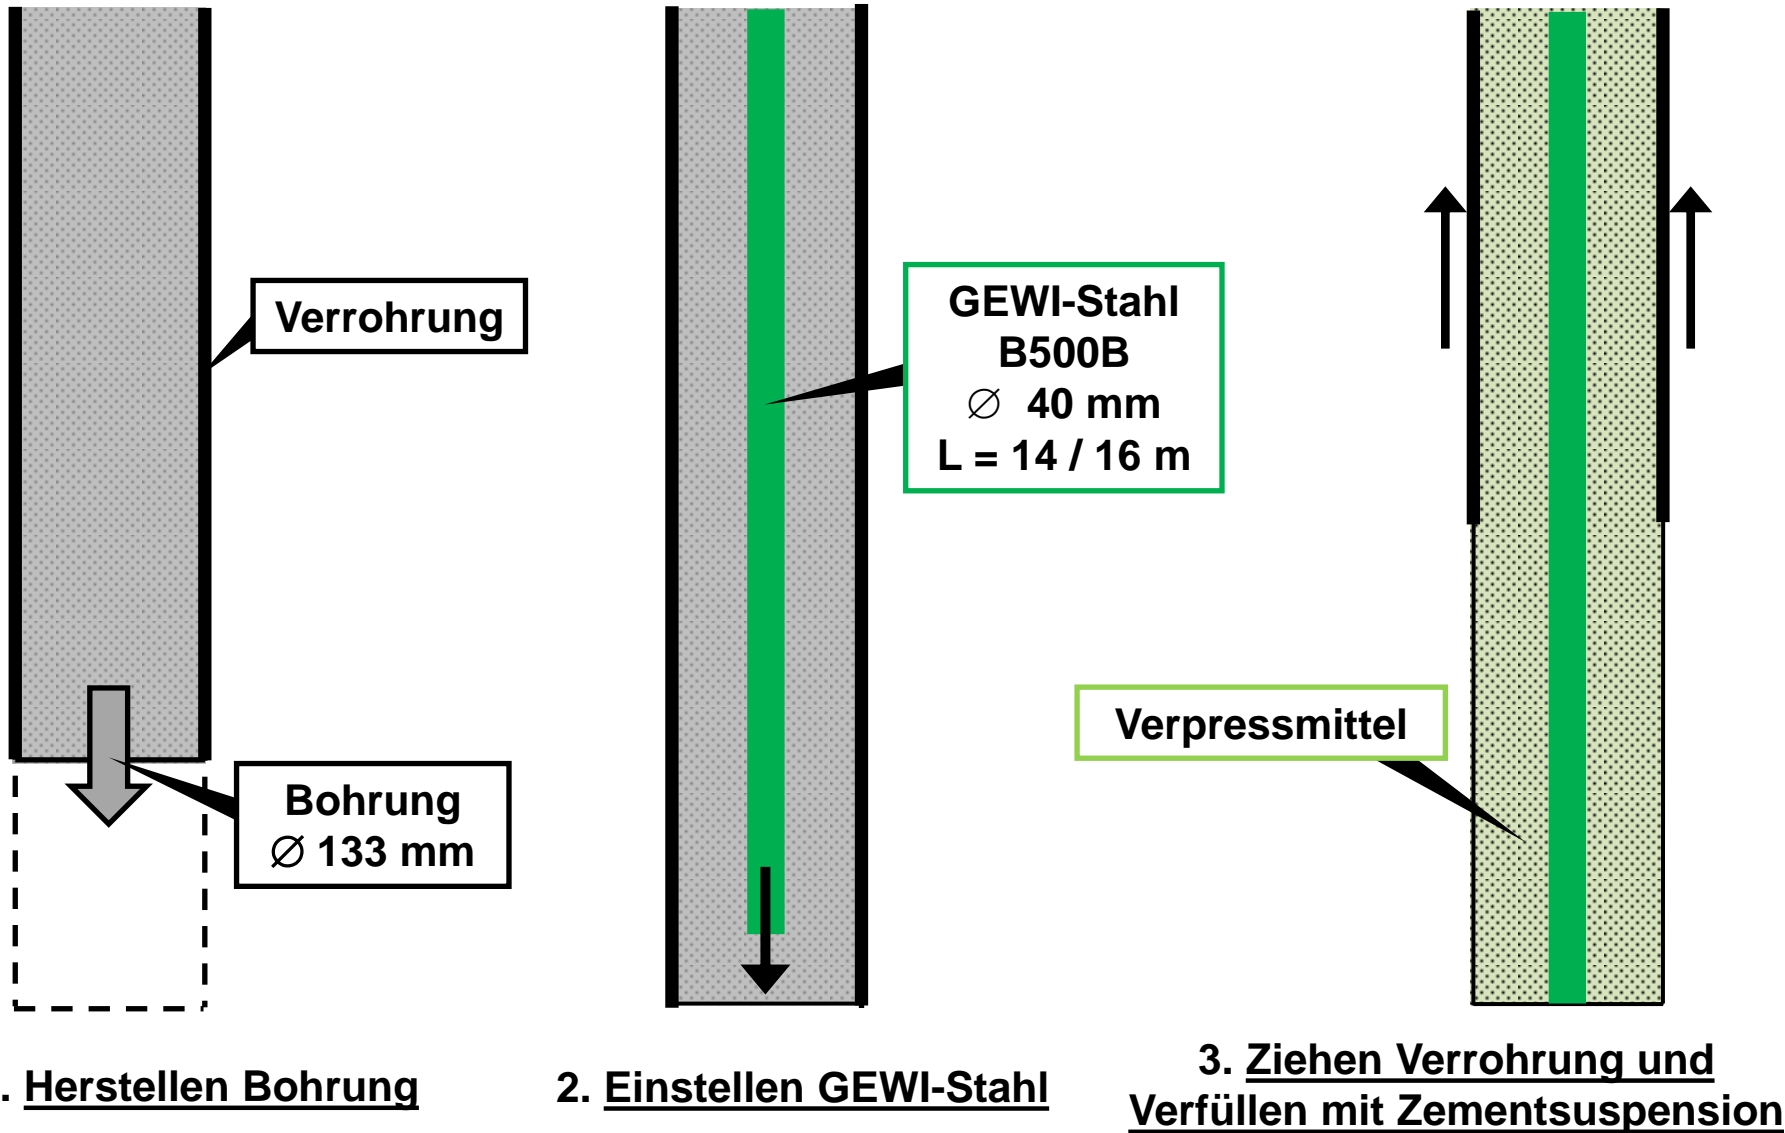 Verrohrung
Bohrung
∅ 133 mm
. Herstellen Bohrung
GEWI-Stahl
B500B
∅ 40 mm
L = 14 / 16 m
2. Einstellen GEWI-Stahl
Verpressmittel
3. Ziehen Verrohrung und
Verfüllen mit Zementsuspension